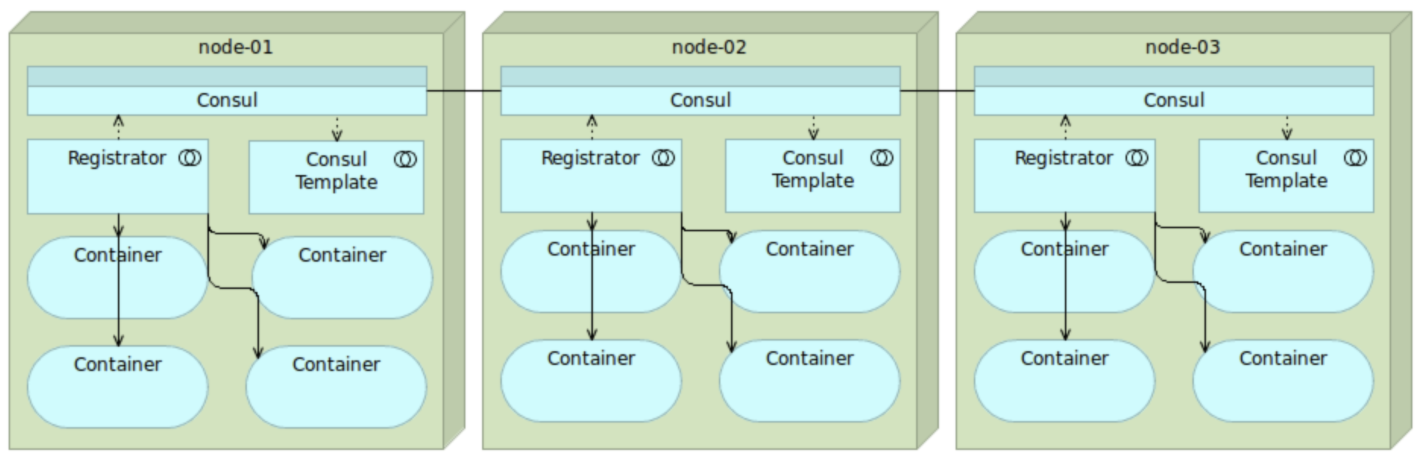 node-01
Consul
Registrator
Consul
Template
Container
Container
Container
Container
node-02
Consul
Registrator
Consul
Template
Container
Container
Container
Container
node-03
Consul
Registrator
Consul
Template
Container
Container
Container
Container